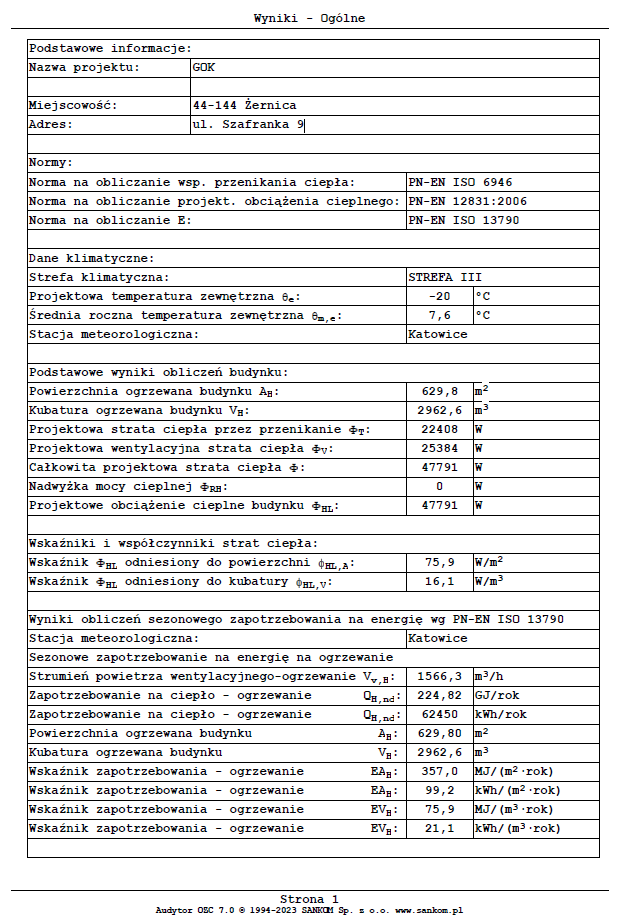 Wyniki - Ogólne
Podstawowe informacje:
Nazwa projektu: GOK
Miejscowość: 44-144 Żernica
Adres: ul. Szafranka 9
Normy:
Norma na obliczanie wsp. przenikania ciepła: PN-EN ISO 6946
Norma na obliczanie projekt. obciążenia cieplnego: PN-EN 12831:2006
Norma na obliczanie E: PN-EN ISO 13790
Dane klimatyczne:
Strefa klimatyczna: STREFA III
Projektowa temperatura zewnętrzna θe: -20 °C
Średnia roczna temperatura zewnętrzna θm,e: 7,6 °C
Stacja meteorologiczna: Katowice
Podstawowe wyniki obliczeń budynku:
Powierzchnia ogrzewana budynku AH: 629,8 m²
Kubatura ogrzewana budynku VH: 2962,6 m³
Projektowa strata ciepła przez przenikanie ΦT: 22408 W
Projektowa wentylacyjna strata ciepła ΦV: 25384 W
Całkowita projektowa strata ciepła Φ: 47791 W
Nadwyżka mocy cieplnej ΦRH: 0 W
Projektowe obciążenie cieplne budynku ΦHL: 47791 W
Wskaźniki i współczynniki strat ciepła:
Wskaźnik ΦHL odniesiony do powierzchni ϕHL,A: 75,9 W/m²
Wskaźnik ΦHL odniesiony do kubatury ϕHL,V: 16,1 W/m³
Wyniki obliczeń sezonowego zapotrzebowania na energię wg PN-EN ISO 13790
Stacja meteorologiczna: Katowice
Sezonowe zapotrzebowanie na energię na ogrzewanie
Strumień powietrza wentylacyjnego-ogrzewanie Vv,H: 1566,3 m³/h
Zapotrzebowanie na ciepło - ogrzewanie QH,nd: 224,82 GJ/rok
Zapotrzebowanie na ciepło - ogrzewanie QH,nd: 62450 kWh/rok
Powierzchnia ogrzewana budynku AH: 629,80 m²
Kubatura ogrzewana budynku VH: 2962,6 m³
Wskaźnik zapotrzebowania - ogrzewanie EAH: 357,0 MJ/(m²·rok)
Wskaźnik zapotrzebowania - ogrzewanie EAH: 99,2 kWh/(m²·rok)
Wskaźnik zapotrzebowania - ogrzewanie EVH: 75,9 MJ/(m³·rok)
Wskaźnik zapotrzebowania - ogrzewanie EVH: 21,1 kWh/(m³·rok)
Strona 1
Audytor OZC 7.0 © 1994-2023 SANKOM Sp. z o.o. www.sankom.pl